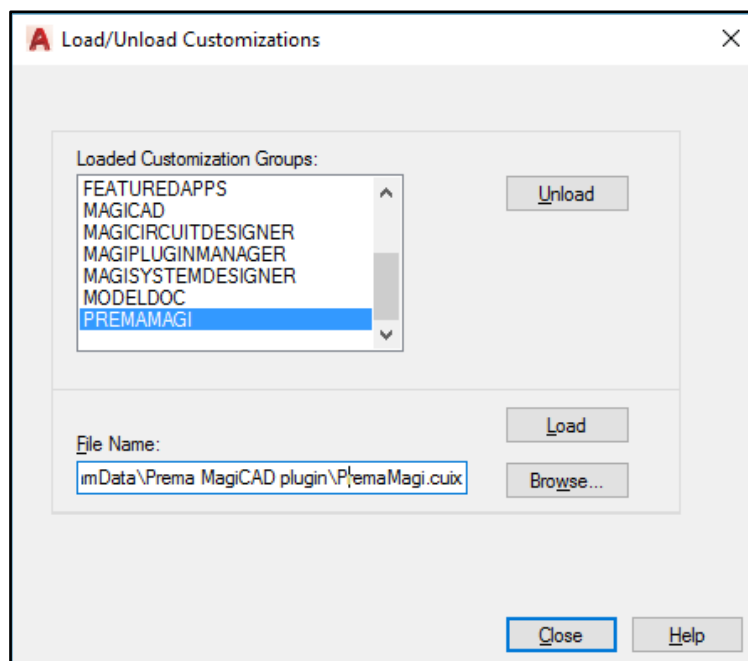 Load/Unload Customizations
Loaded Customization Groups:
FEATUREDAPPS
MAGICAD
MAGICIRCUITDESIGNER
MAGIPLUGINMANAGER
MAGISYSTEMDESIGNER
MODELDOC
PREMAMAGI
Unload
Load
File Name:
mData\Prema MagiCAD plugin\PremaMagi.cuix
Browse...
Close
Help